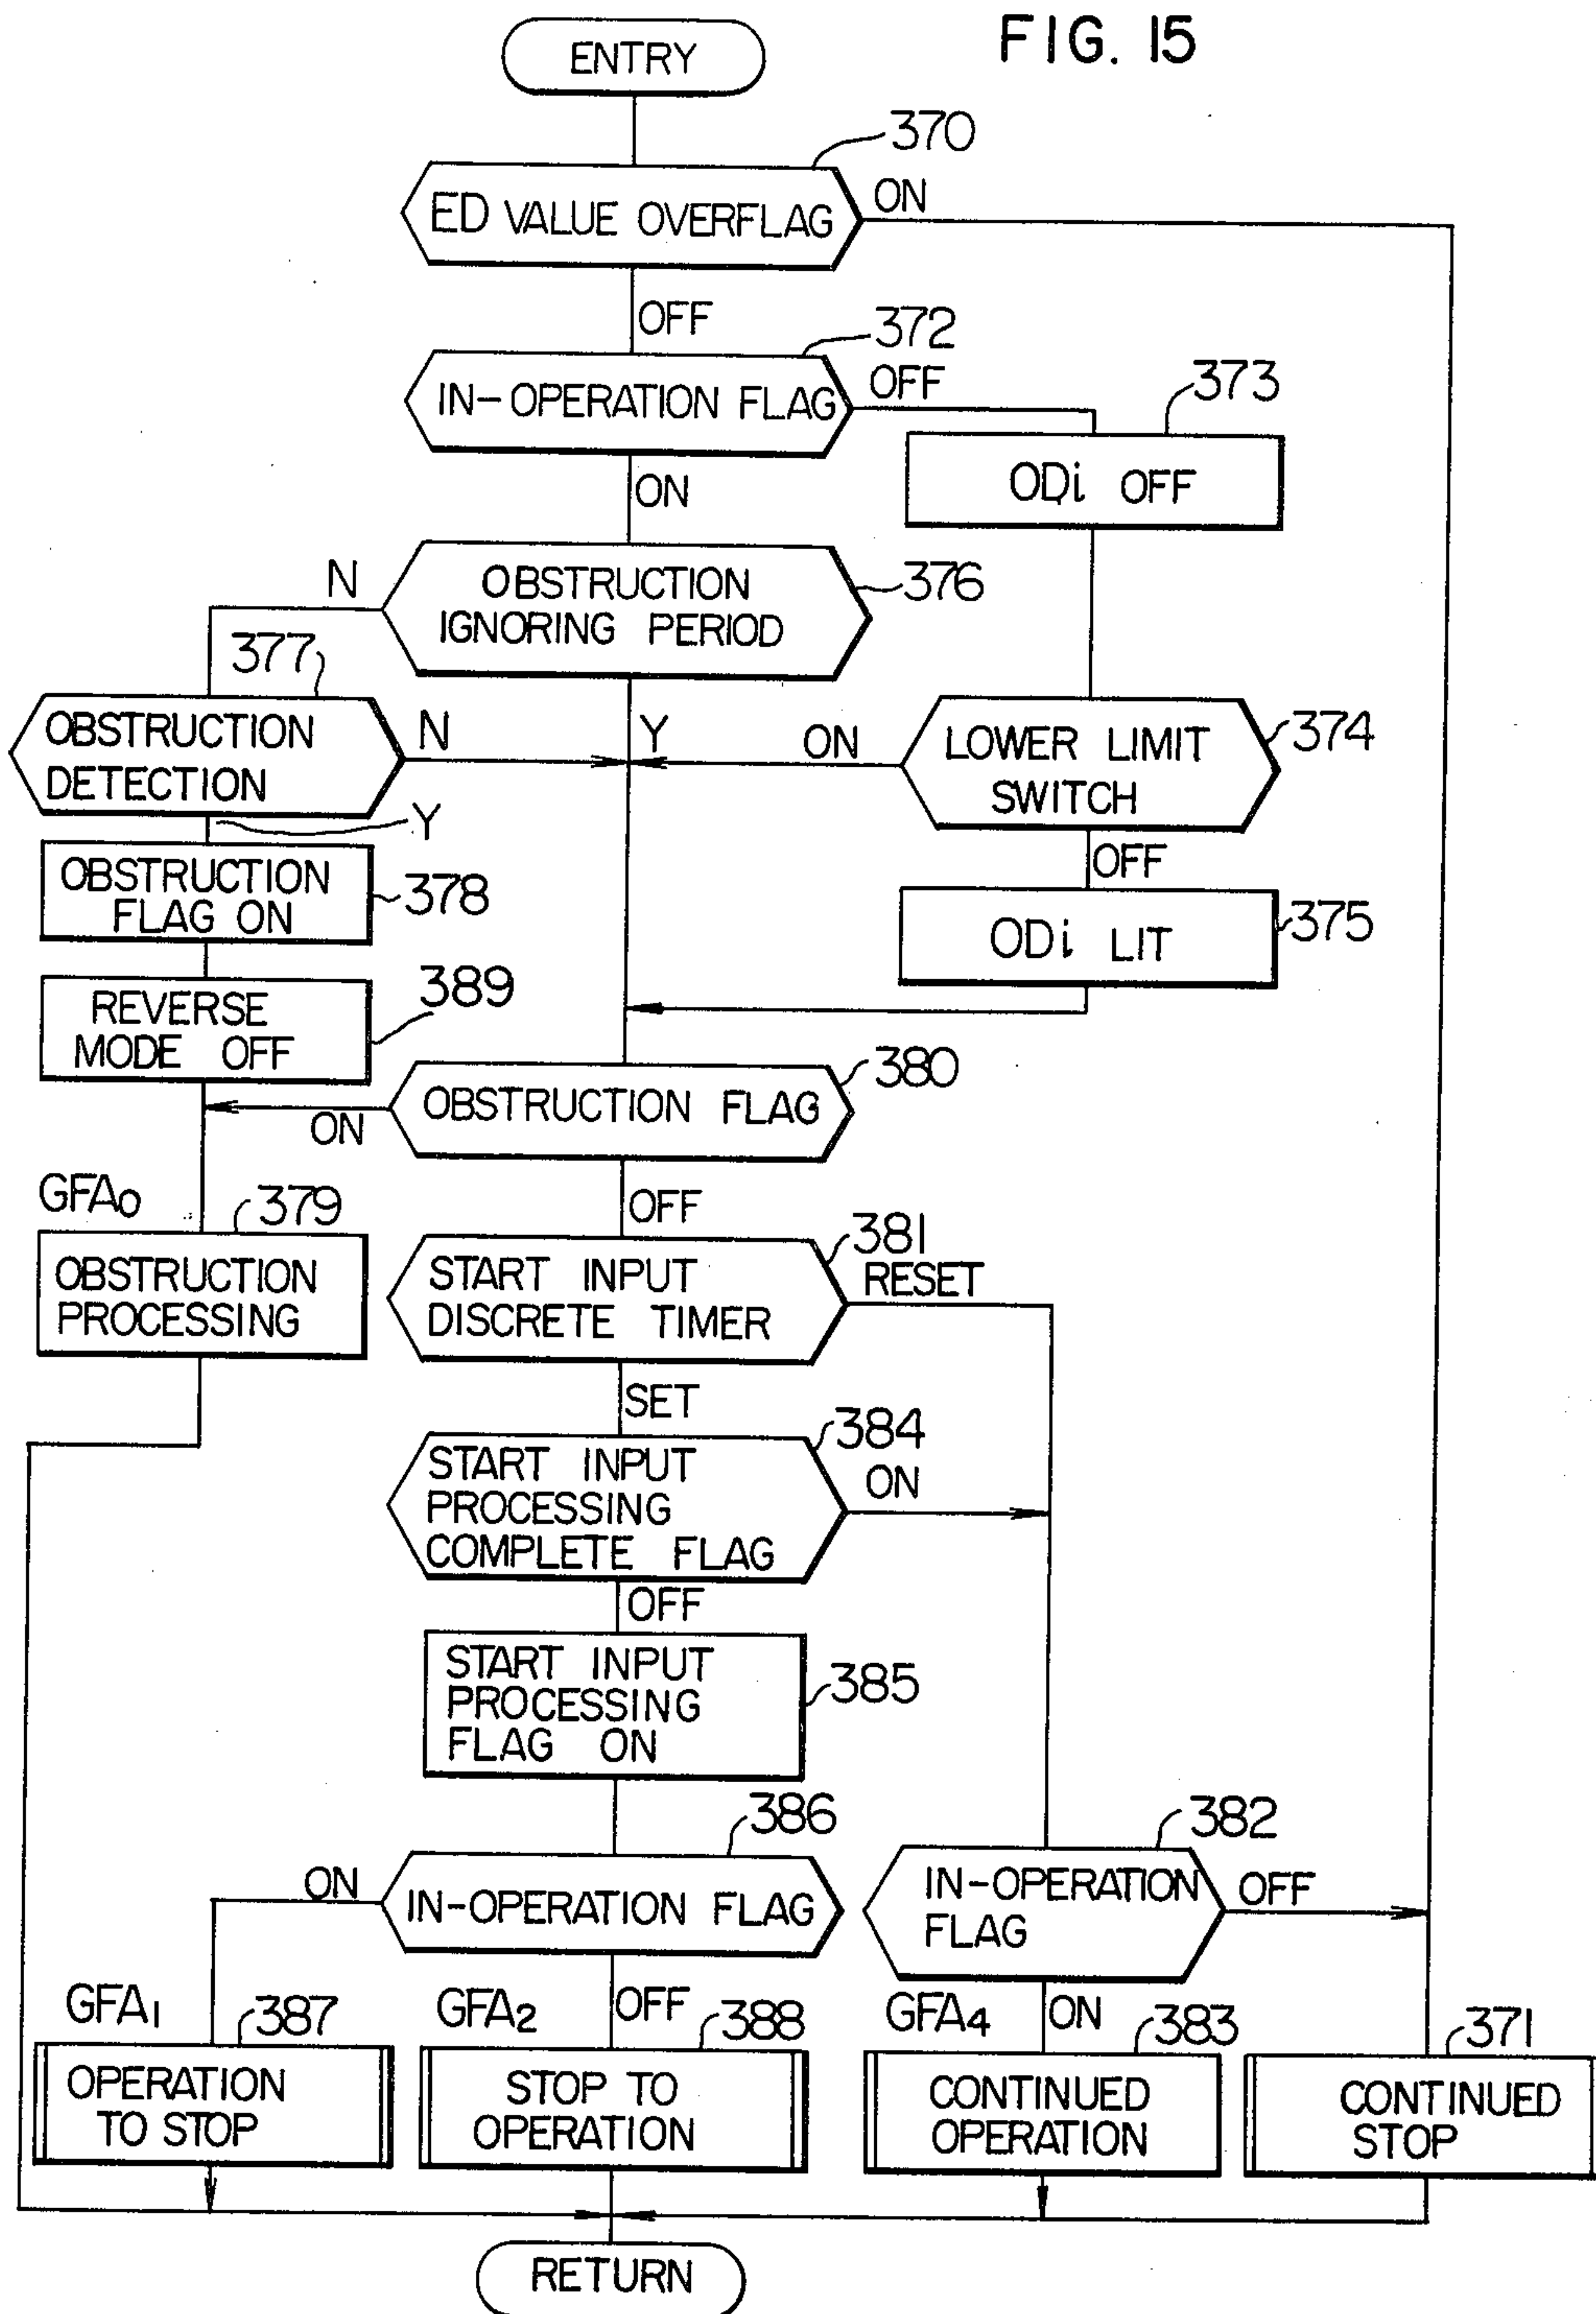 FIG. 15
ENTRY
370
ED VALUE OVERFLAG
ON
OFF
372
IN-OPERATION FLAG
OFF
373
ODi OFF
ON
376
OBSTRUCTION
IGNORING PERIOD
N
377
OBSTRUCTION
DETECTION
N
Y
ON
LOWER LIMIT
SWITCH
374
Y
OFF
OBSTRUCTION
FLAG ON
378
ODi LIT
375
REVERSE
MODE OFF
389
380
OBSTRUCTION FLAG
ON
OFF
GFA0
379
OBSTRUCTION
PROCESSING
381
START INPUT
DISCRETE TIMER
RESET
SET
384
START INPUT
PROCESSING
COMPLETE FLAG
ON
OFF
START INPUT
PROCESSING
FLAG ON
385
386
IN-OPERATION FLAG
ON
OFF
382
IN-OPERATION
FLAG
OFF
ON
GFA1
387
OPERATION
TO STOP
GFA2
388
STOP TO
OPERATION
GFA4
383
CONTINUED
OPERATION
371
CONTINUED
STOP
RETURN